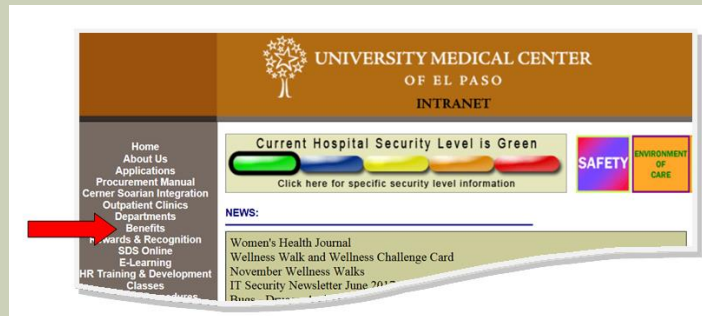 UNIVERSITY MEDICAL CENTER
OF EL PASO
INTRANET
Home
About Us
Applications
Procurement Manual
Cerner Soarian Integration
Outpatient Clinics
Departments
Benefits
& Recognition
SDS Online
E-Learning
HR Training & Development
Classes
Current Hospital Security Level is Green
Click here for specific security level information
SAFETY
ENVIRONMENT
OF
CARE
NEWS:
Women's Health Journal
Wellness Walk and Wellness Challenge Card
November Wellness Walks
IT Security Newsletter June